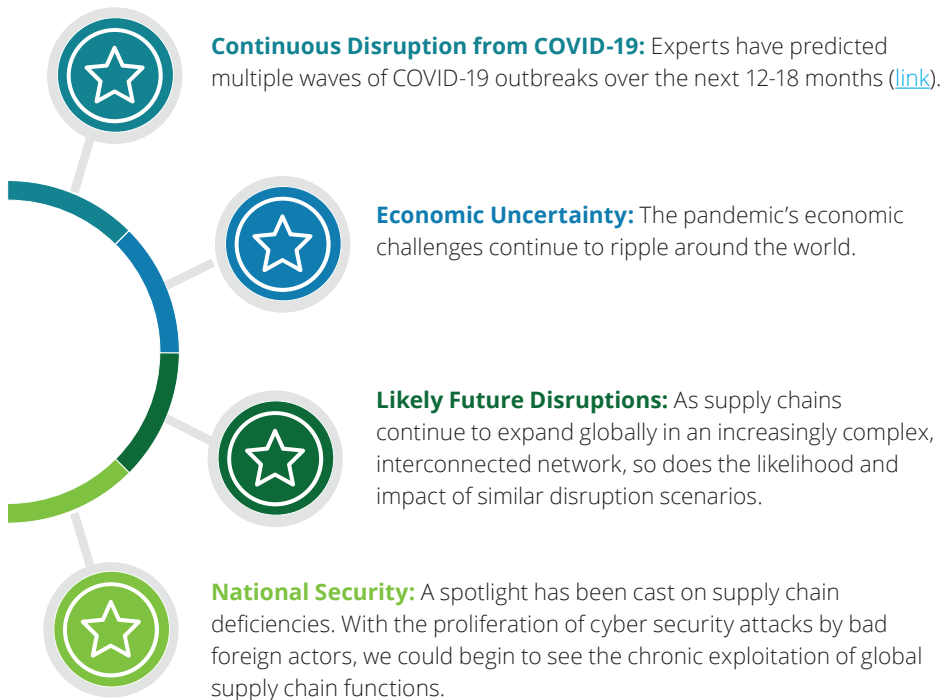 Continuous Disruption from COVID-19: Experts have predicted
multiple waves of COVID-19 outbreaks over the next 12-18 months (link).
Economic Uncertainty: The pandemic’s economic
challenges continue to ripple around the world.
Likely Future Disruptions: As supply chains
continue to expand globally in an increasingly complex,
interconnected network, so does the likelihood and
impact of similar disruption scenarios.
National Security: A spotlight has been cast on supply chain
deficiencies. With the proliferation of cyber security attacks by bad
foreign actors, we could begin to see the chronic exploitation of global
supply chain functions.